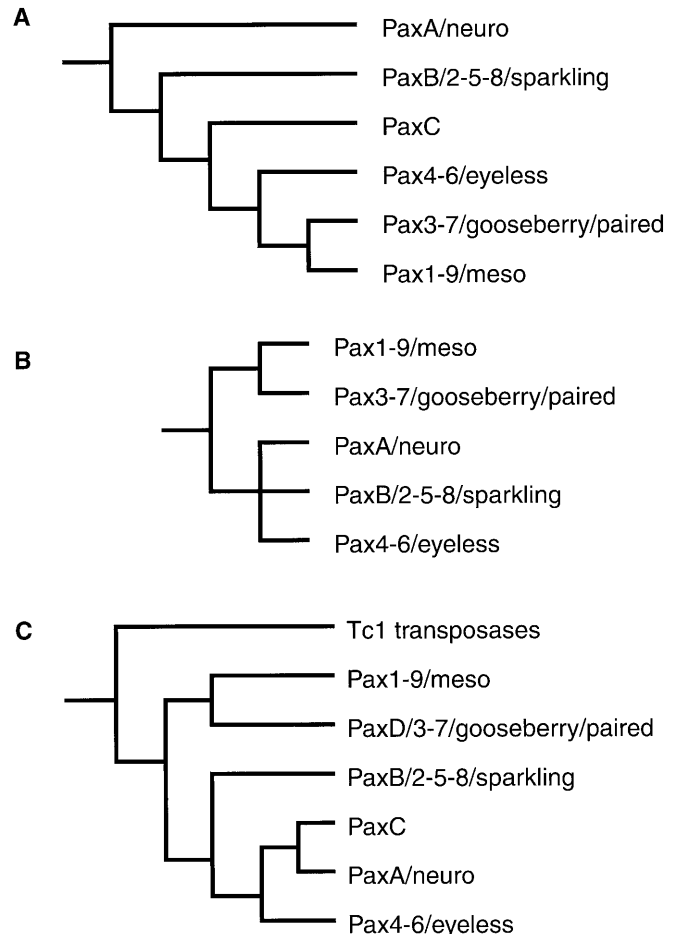 A
PaxA/neuro
PaxB/2-5-8/sparkling
PaxC
Pax4-6/eyeless
Pax3-7/gooseberry/paired
Pax1-9/meso
B
Pax1-9/meso
Pax3-7/gooseberry/paired
PaxA/neuro
PaxB/2-5-8/sparkling
Pax4-6/eyeless
C
Tc1 transposases
Pax1-9/meso
PaxD/3-7/gooseberry/paired
PaxB/2-5-8/sparkling
PaxC
PaxA/neuro
Pax4-6/eyeless